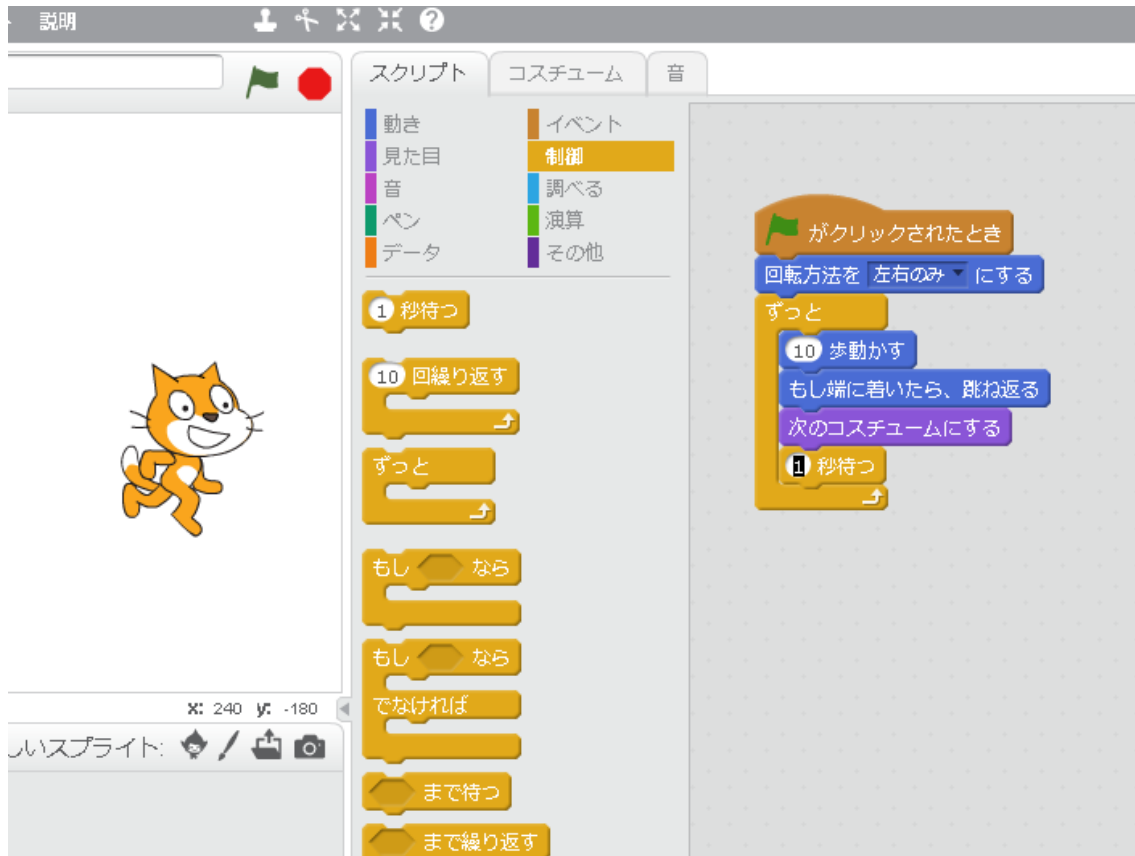 説明
スクリプト
コスチューム
音
動き
イベント
見た目
制御
音
調べる
ペン
演算
データ
その他
1 秒待つ
10 回繰り返す
ずっと
もし なら
もし なら
でなければ
まで待つ
まで繰り返す
がクリックされたとき
回転方法を 左右のみ にする
ずっと
10 歩動かす
もし端に着いたら、跳ね返る
次のコスチュームにする
1 秒待つ
x: 240 y: -180
しいスプライト: